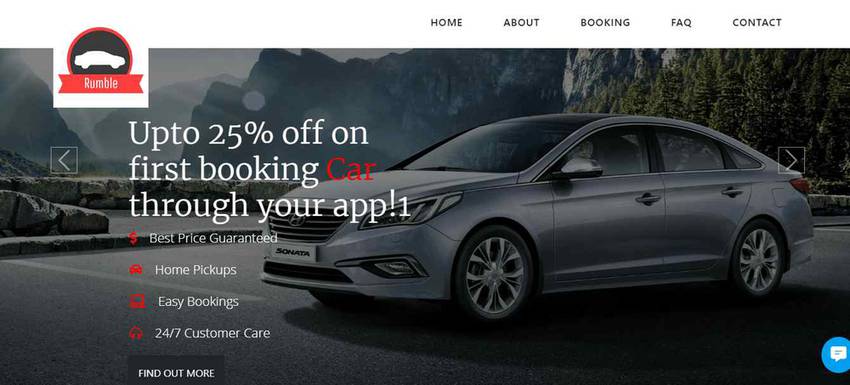 HOME ABOUT BOOKING FAQ CONTACT
Rumble
Upto 25% off on
first booking Car
through your app!1
Best Price Guaranteed
SONATA
Home Pickups
Easy Bookings
24/7 Customer Care
FIND OUT MORE